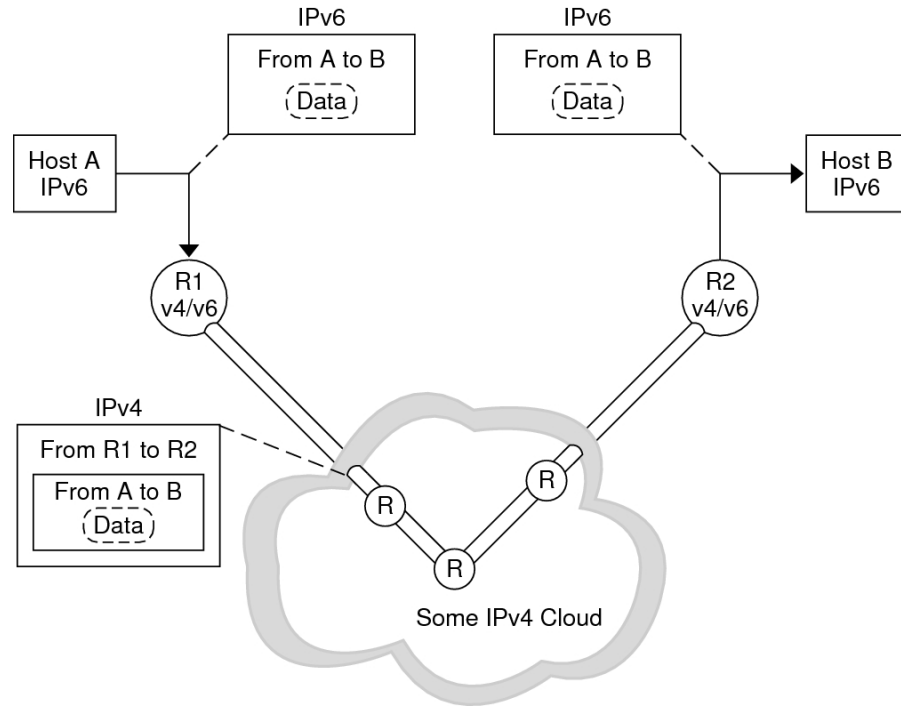 IPv6
From A to B
Data
IPv6
From A to B
Data
Host A
IPv6
Host B
IPv6
R1
v4/v6
R2
v4/v6
IPv4
From R1 to R2
From A to B
Data
R
R
R
Some IPv4 Cloud